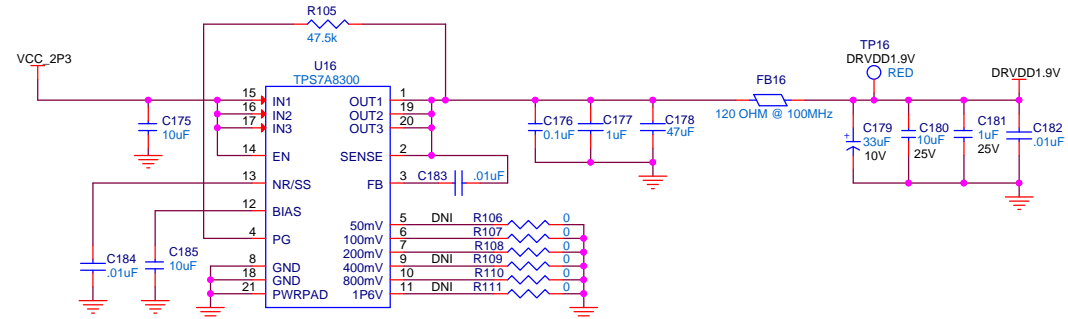 R105
47.5k
VCC_2P3
U16
TPS7A8300
TP16
DRVDD1.9V
RED
DRVDD1.9V
FB16
120 OHM @ 100MHz
15 IN1 OUT1 1
16 IN2 OUT2 19
17 IN3 OUT3 20
14 EN SENSE 2
13 NR/SS FB 3
12 BIAS
4 PG
8 GND
18 GND
21 PWRPAD
C175
10uF
C176
0.1uF
C177
1uF
C178
47uF
+
C179
33uF
10V
C180
10uF
25V
C181
1uF
25V
C182
.01uF
C183 .01uF
C184
.01uF
C185
10uF
50mV 5 DNI R106 0
100mV 6 R107 0
200mV 7 R108 0
400mV 9 DNI R109 0
800mV 10 R110 0
1P6V 11 DNI R111 0